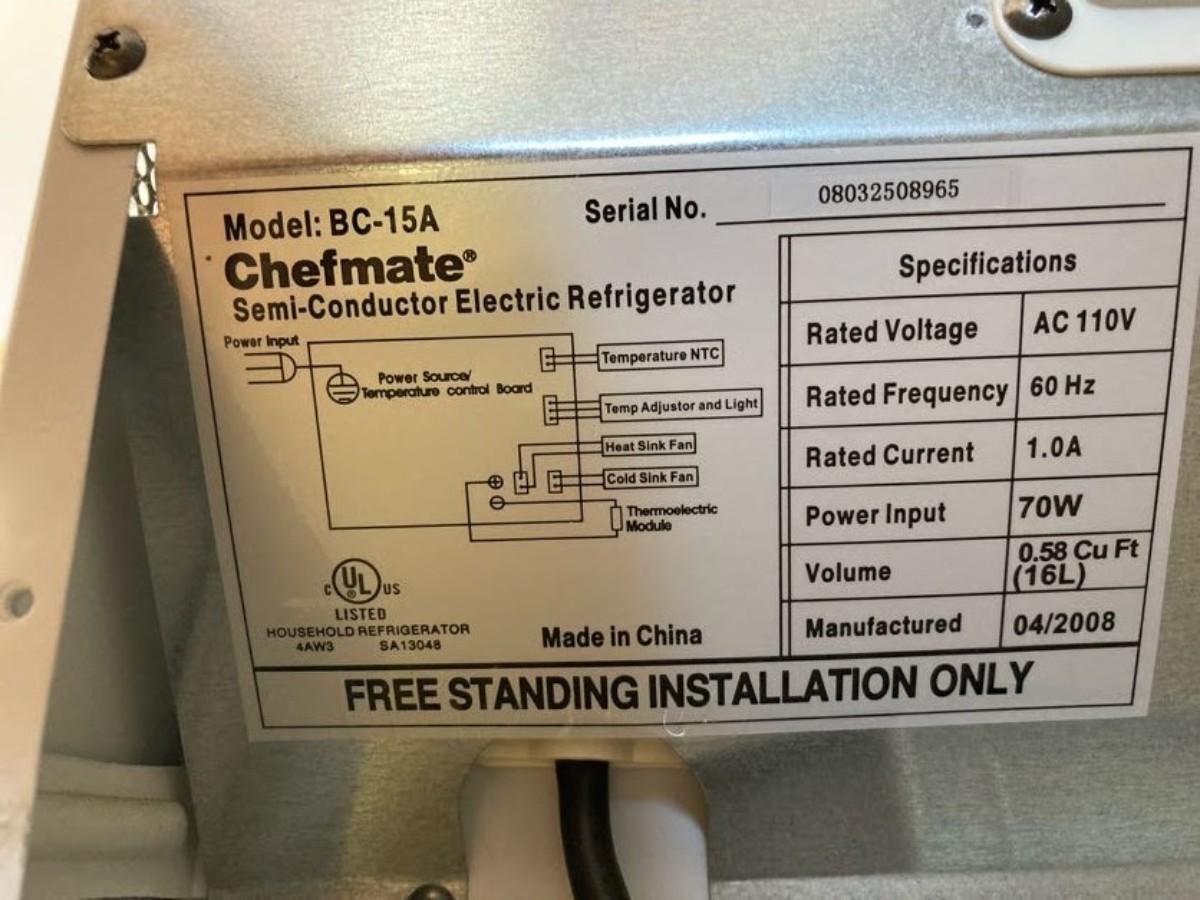 Model: BC-15A
Serial No. 08032508965
Chefmate®
Semi-Conductor Electric Refrigerator
Power Input
Power Source/
Temperature control Board
Temperature NTC
Temp Adjustor and Light
Heat Sink Fan
Cold Sink Fan
Thermoelectric
Module
C UL ® US
LISTED
HOUSEHOLD REFRIGERATOR
4AW3 SA13048
Made in China
Specifications
Rated Voltage AC 110V
Rated Frequency 60 Hz
Rated Current 1.0A
Power Input 70W
Volume 0.58 Cu Ft
(16L)
Manufactured 04/2008
FREE STANDING INSTALLATION ONLY